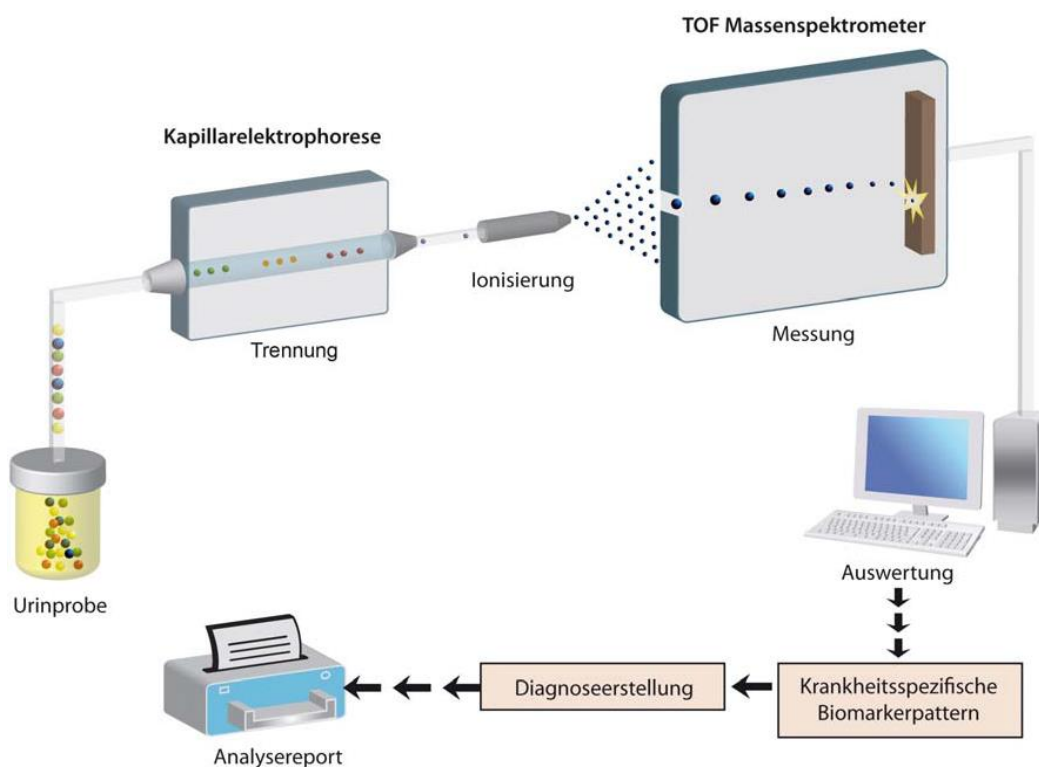 TOF Massenspektrometer
Kapillarelektrophorese
Ionisierung
Trennung
Messung
Urinprobe
Auswertung
Diagnoseerstellung
Krankheitsspezifische
Biomarkerpattern
Analysereport